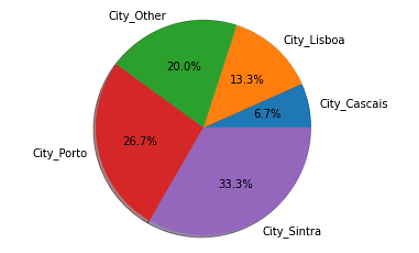 City_Other
City_Lisboa
20.0%
13.3%
City_Cascais
6.7%
26.7%
City_Porto
33.3%
City_Sintra